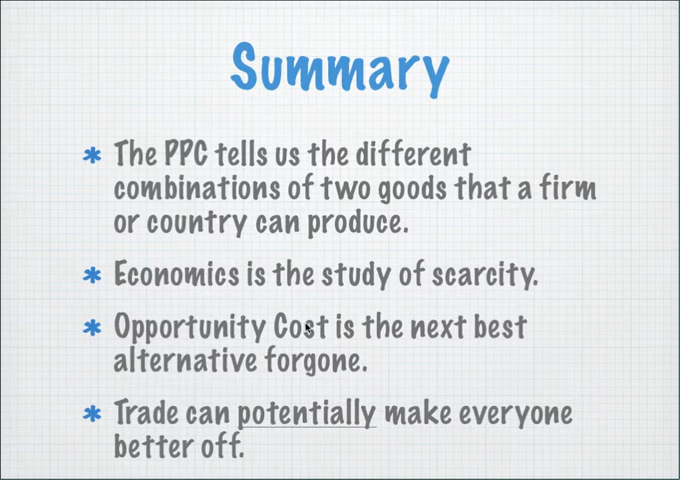 Summary
* The PPC tells us the different
combinations of two goods that a firm
or country can produce.
* Economics is the study of scarcity.
* Opportunity Cost is the next best
alternative forgone.
* Trade can potentially make everyone
better off.